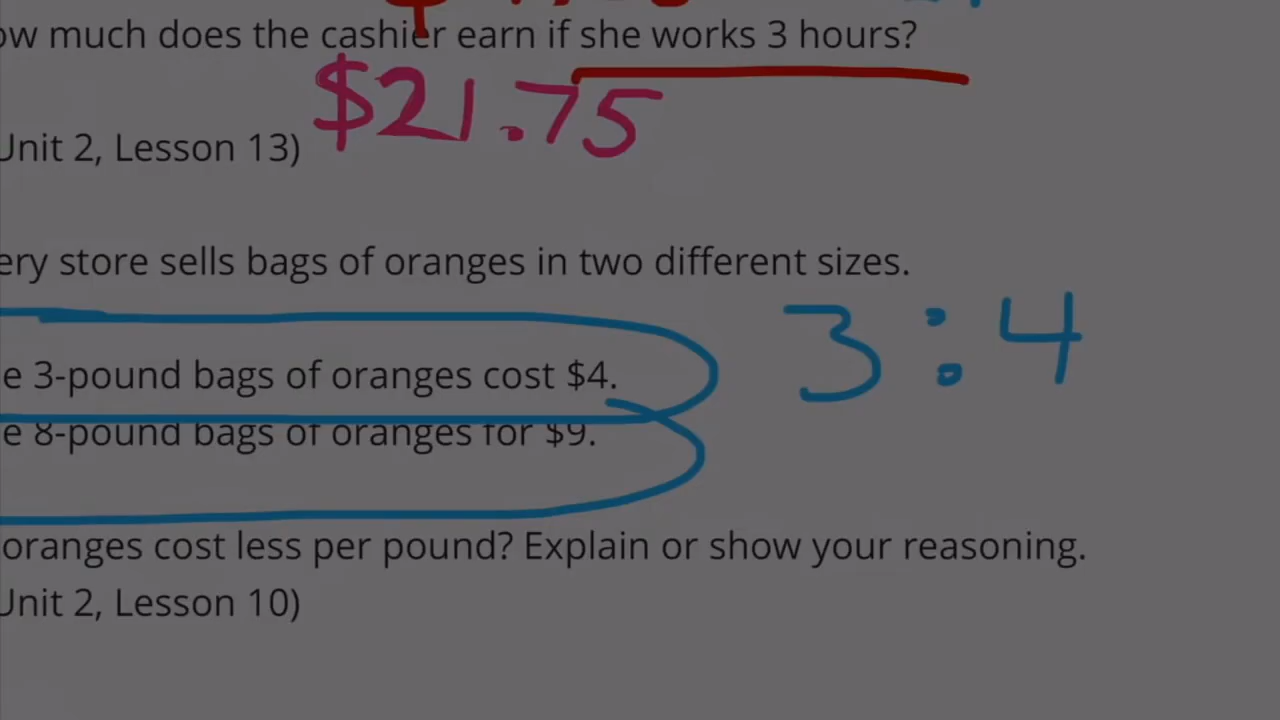 ow much does the cashier earn if she works 3 hours?
$21.75
Unit 2, Lesson 13)
ery store sells bags of oranges in two different sizes.
3:4
e 3-pound bags of oranges cost $4.
e 8-pound bags of oranges for $9.
oranges cost less per pound? Explain or show your reasoning.
Unit 2, Lesson 10)